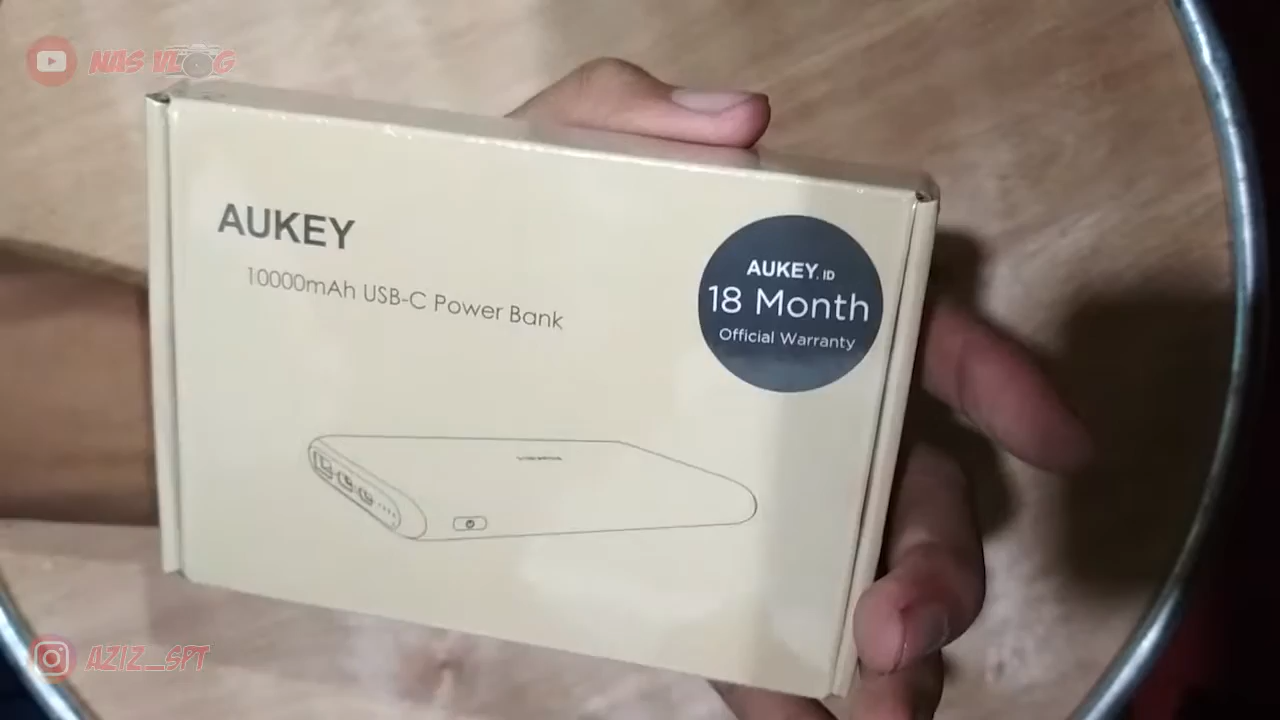 NAS VLOG
AUKEY
10000mAh USB-C Power Bank
AUKEY.ID
18 Month
Official Warranty
AZIZ_SPT